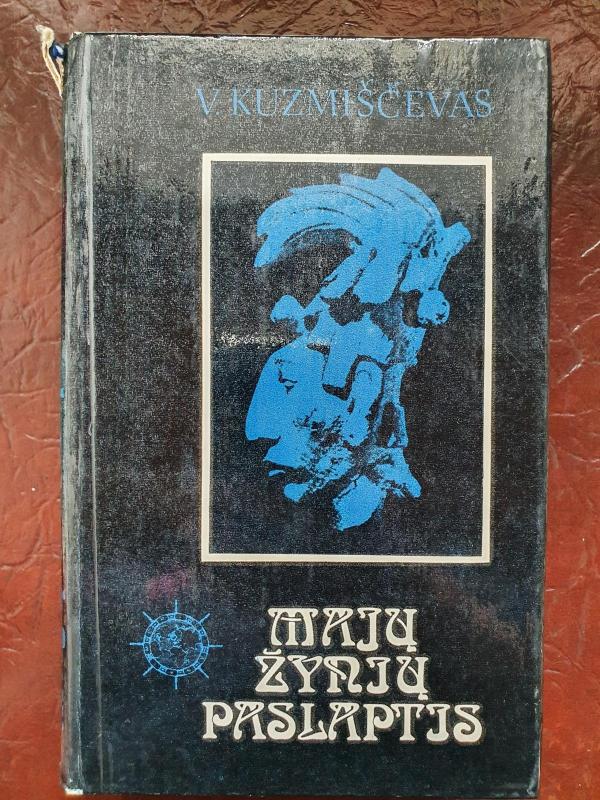 V. KUZMIŠČEVAS
MAJŲ
ŽYNIŲ
PASLAPTIS